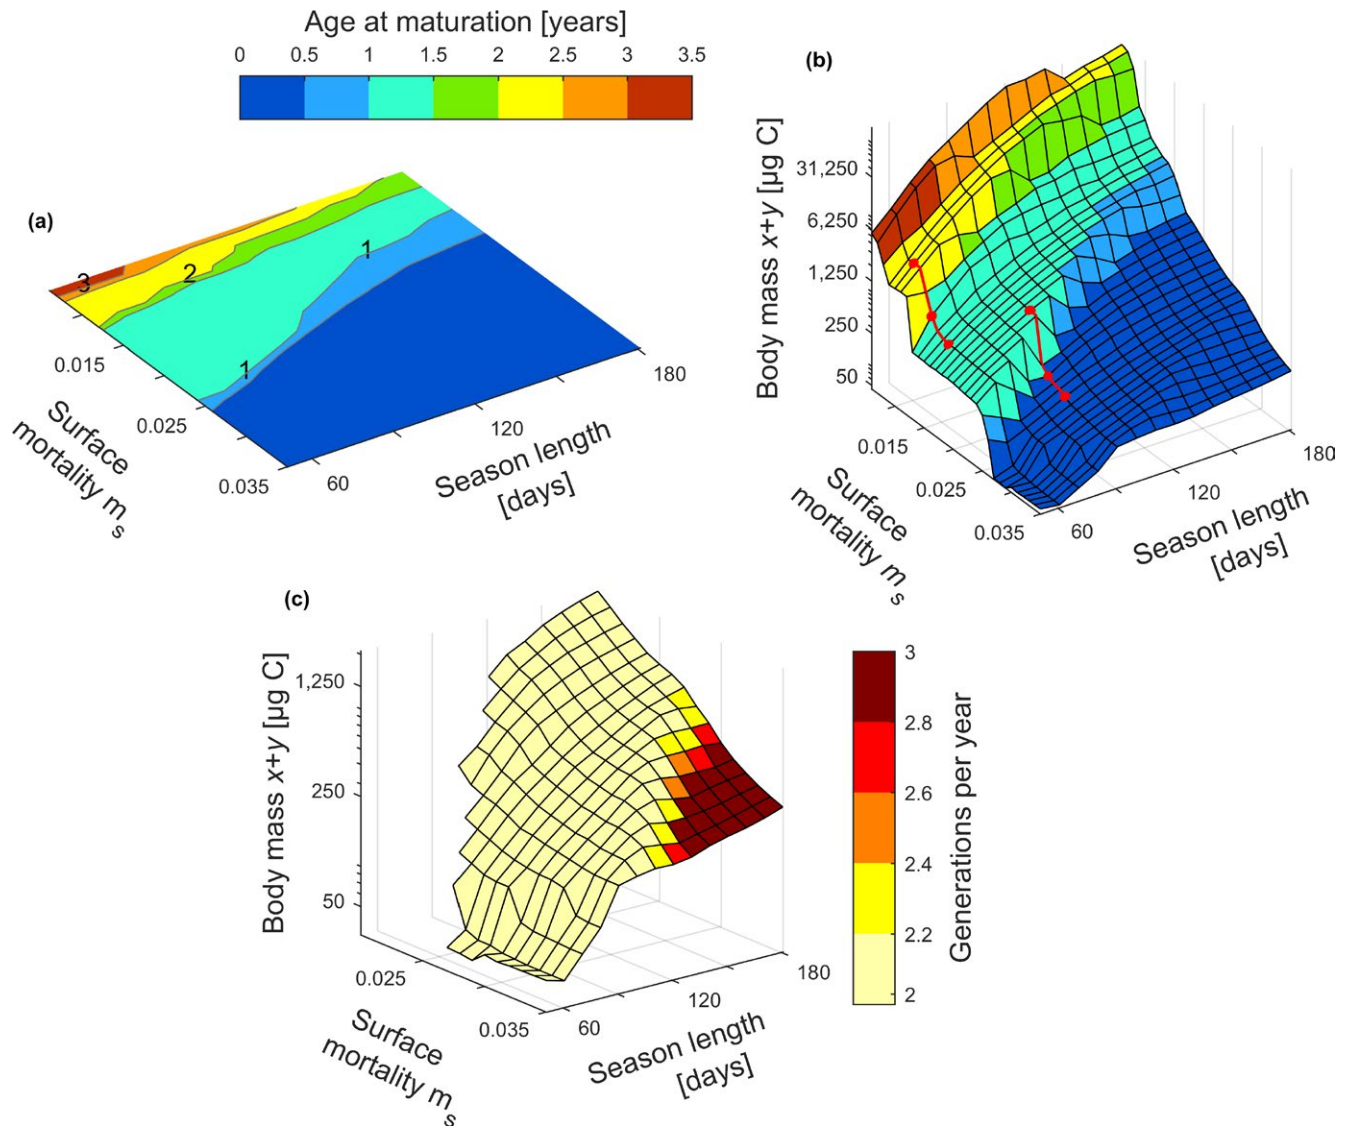 Age at maturation [years]
0 0.5 1 1.5 2 2.5 3 3.5
(a)
3
2
1
1
0.015
0.025
0.035
Surface
mortality m
s
60
120
180
Season length
[days]
(b)
Body mass x+y [µg C]
31,250
6,250
1,250
250
50
0.015
0.025
0.035
Surface
mortality m
s
60
120
180
Season length
[days]
(c)
Body mass x+y [µg C]
1,250
250
50
0.025
0.035
Surface
mortality m
s
60
120
180
Season length
[days]
3
2.8
2.6
2.4
2.2
2
Generations per year